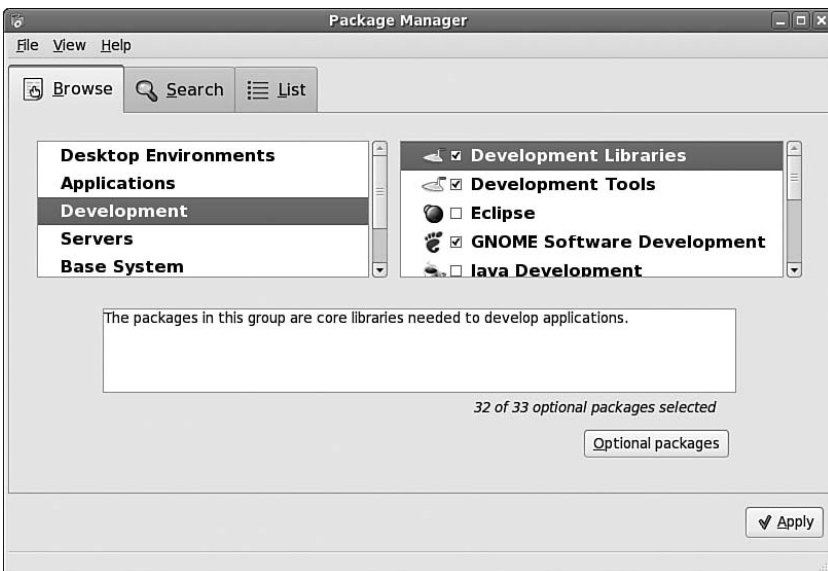 Package Manager
File View Help
Browse Search List
Desktop Environments
Applications
Development
Servers
Base System
Development Libraries
Development Tools
Eclipse
GNOME Software Development
Java Development
The packages in this group are core libraries needed to develop applications.
32 of 33 optional packages selected
Optional packages
Apply